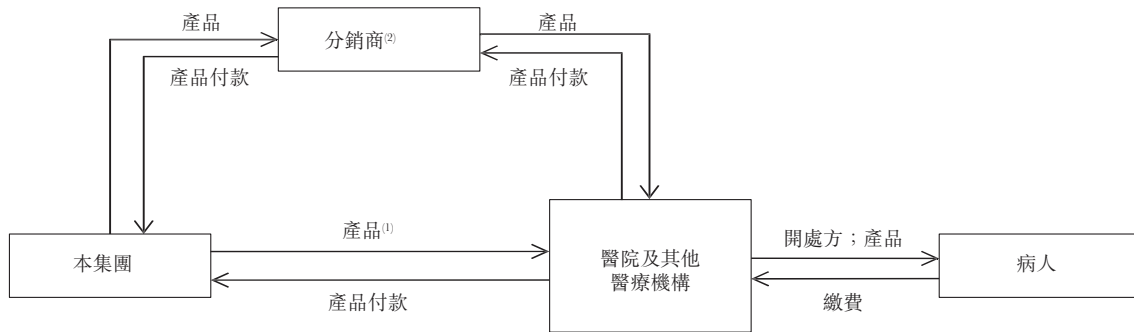 產品
分銷商(2)
產品
產品付款
產品付款
產品(1)
本集團
產品付款
醫院及其他
醫療機構
開處方；產品
繳費
病人